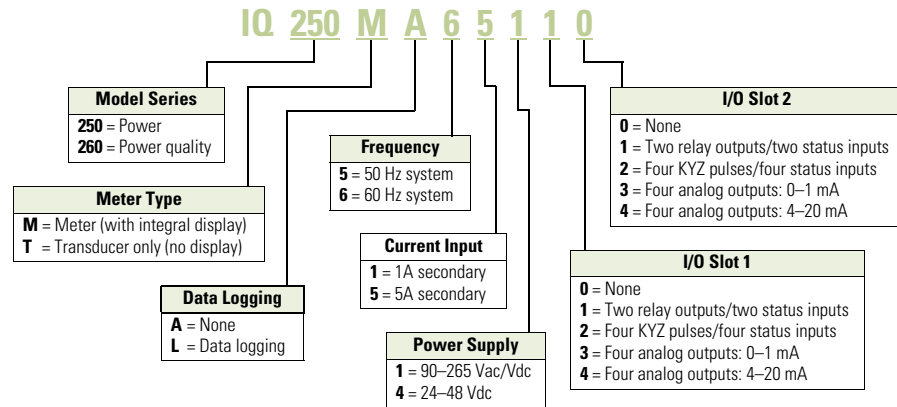 IQ 250 M A 6 5 1 1 0
Model Series
250 = Power
260 = Power quality
Meter Type
M = Meter (with integral display)
T = Transducer only (no display)
Data Logging
A = None
L = Data logging
Frequency
5 = 50 Hz system
6 = 60 Hz system
Current Input
1 = 1A secondary
5 = 5A secondary
Power Supply
1 = 90–265 Vac/Vdc
4 = 24–48 Vdc
I/O Slot 2
0 = None
1 = Two relay outputs/two status inputs
2 = Four KYZ pulses/four status inputs
3 = Four analog outputs: 0–1 mA
4 = Four analog outputs: 4–20 mA
I/O Slot 1
0 = None
1 = Two relay outputs/two status inputs
2 = Four KYZ pulses/four status inputs
3 = Four analog outputs: 0–1 mA
4 = Four analog outputs: 4–20 mA